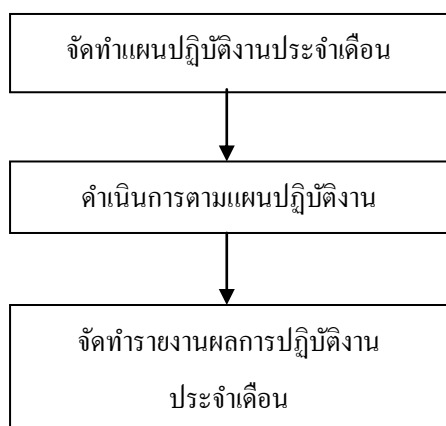 จัดทำแผนปฏิบัติงานประจำเดือน
ดำเนินการตามแผนปฏิบัติงาน
จัดทำรายงานผลการปฏิบัติงาน
ประจำเดือน